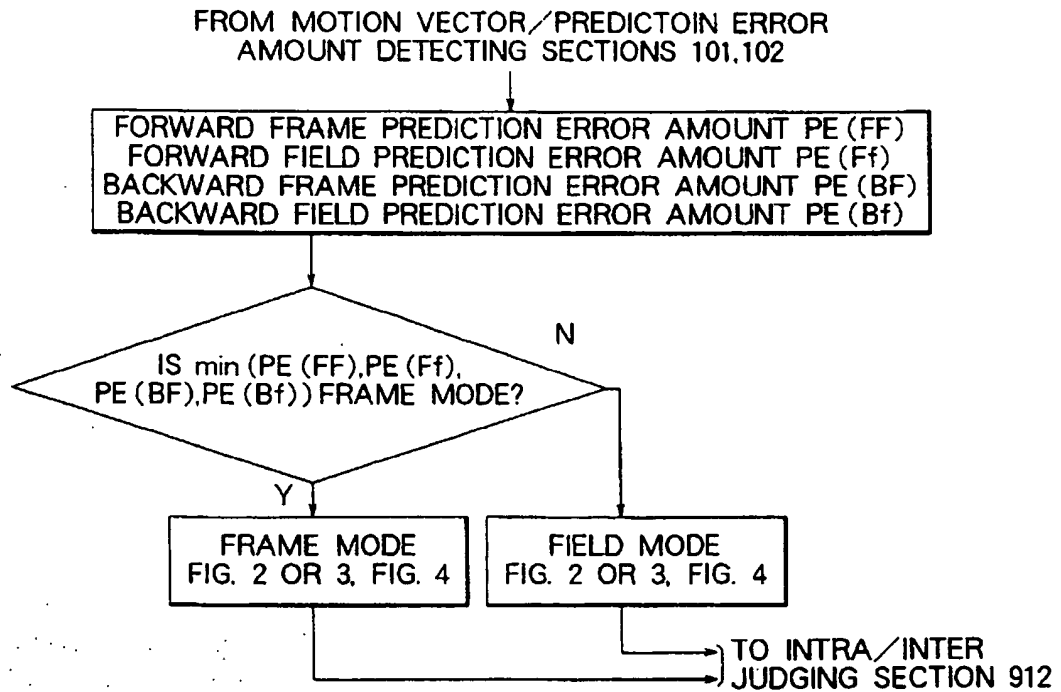 FROM MOTION VECTOR/PREDICTOIN ERROR
AMOUNT DETECTING SECTIONS 101,102
FORWARD FRAME PREDICTION ERROR AMOUNT PE(FF)
FORWARD FIELD PREDICTION ERROR AMOUNT PE(Ff)
BACKWARD FRAME PREDICTION ERROR AMOUNT PE(BF)
BACKWARD FIELD PREDICTION ERROR AMOUNT PE(Bf)
IS min(PE(FF),PE(Ff),
PE(BF),PE(Bf))FRAME MODE?
N
Y
FRAME MODE
FIG. 2 OR 3, FIG. 4
FIELD MODE
FIG. 2 OR 3, FIG. 4
TO INTRA/INTER
JUDGING SECTION 912